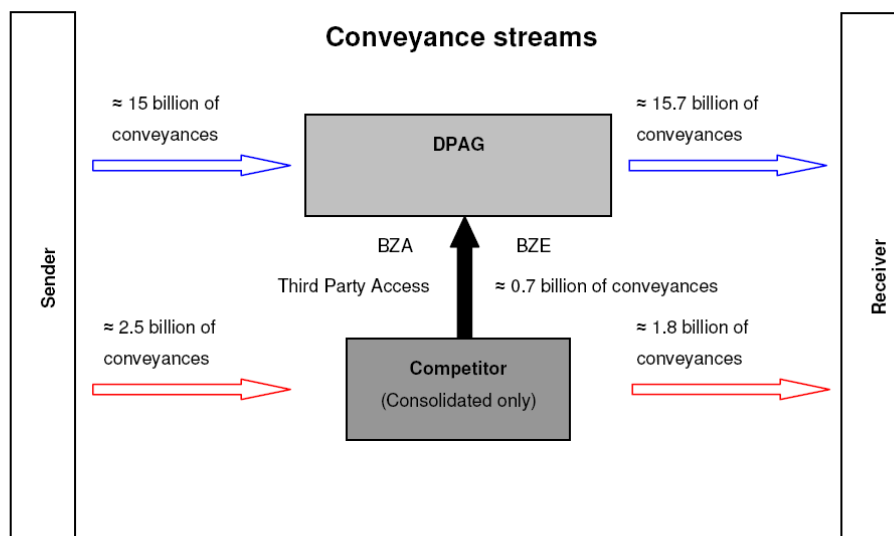 Conveyance streams
≈ 15 billion of
conveyances
DPAG
≈ 15.7 billion of
conveyances
BZA BZE
Third Party Access ≈ 0.7 billion of conveyances
Sender
Receiver
≈ 2.5 billion of
conveyances
Competitor
(Consolidated only)
≈ 1.8 billion of
conveyances